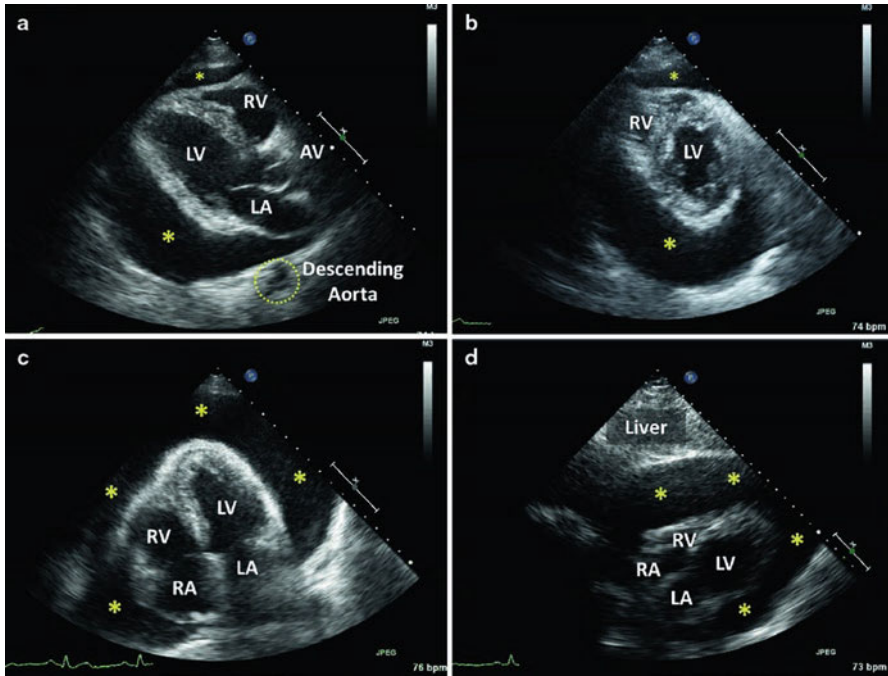 a
M3
RV
LV
AV
LA
Descending
Aorta
JPEG
b
M3
RV
LV
JPEG
74 bpm
c
M3
LV
RV
LA
RA
JPEG
76 bpm
d
M3
Liver
RV
RA
LV
LA
JPEG
73 bpm